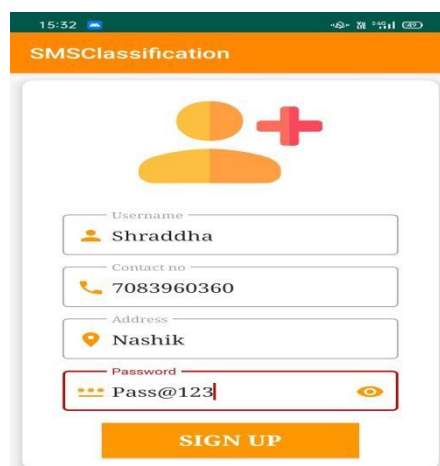 15:32
SMSClassification
Username
Shraddha
Contact no
7083960360
Address
Nashik
Password
Pass@123
SIGN UP